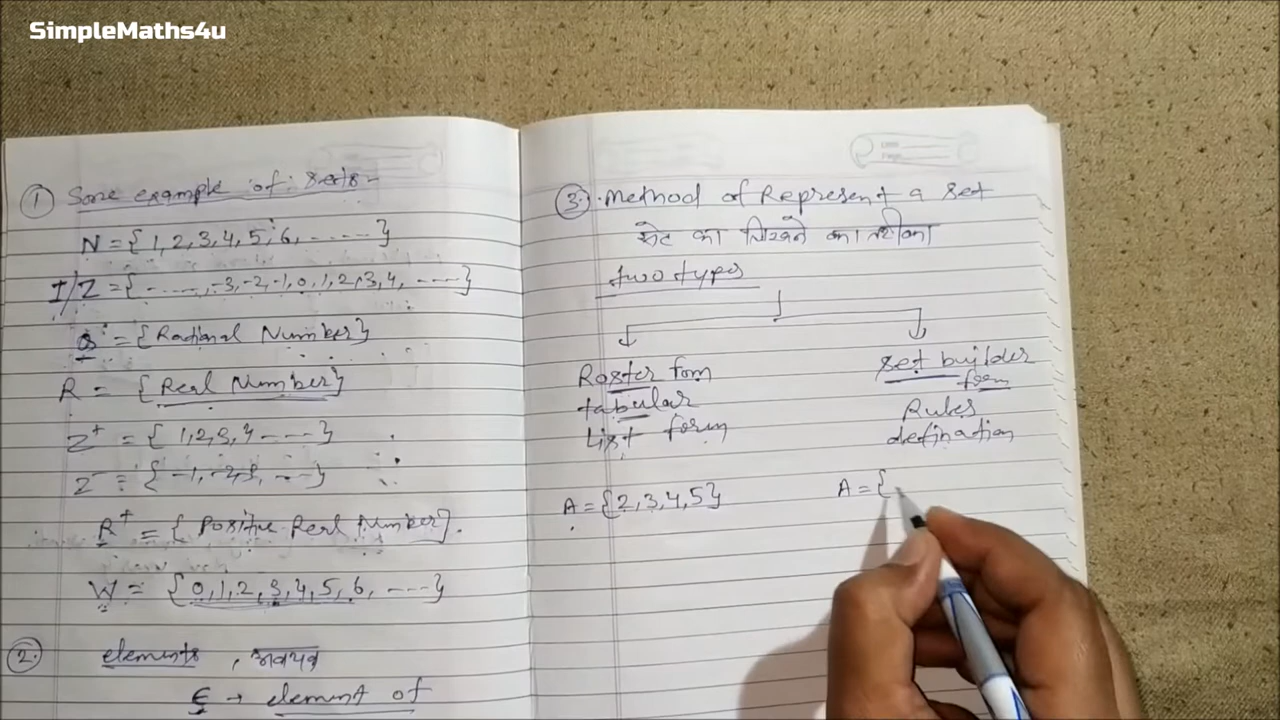 SimpleMaths4u
① Some example of sets-
N = { 1, 2, 3, 4, 5, 6, ------ }
I/Z = { ------, -3, -2, -1, 0, 1, 2, 3, 4, ----- }
Q = { Rational Number }
R = { Real Number }
Z⁺ = { 1, 2, 3, 4 ----- }
Z⁻ = { -1, -2, 3, ---- }
R⁺ = { Positive Real Number }.
W = { 0, 1, 2, 3, 4, 5, 6, ---- }
②. elements , अवयव
∈ → element of
③. Method of Represent a set
सेट का लिखने का तरीका
two types
Roster fom
tabular
List form
A = { 2, 3, 4, 5 }
set builder
form
Rules
defination
A = {